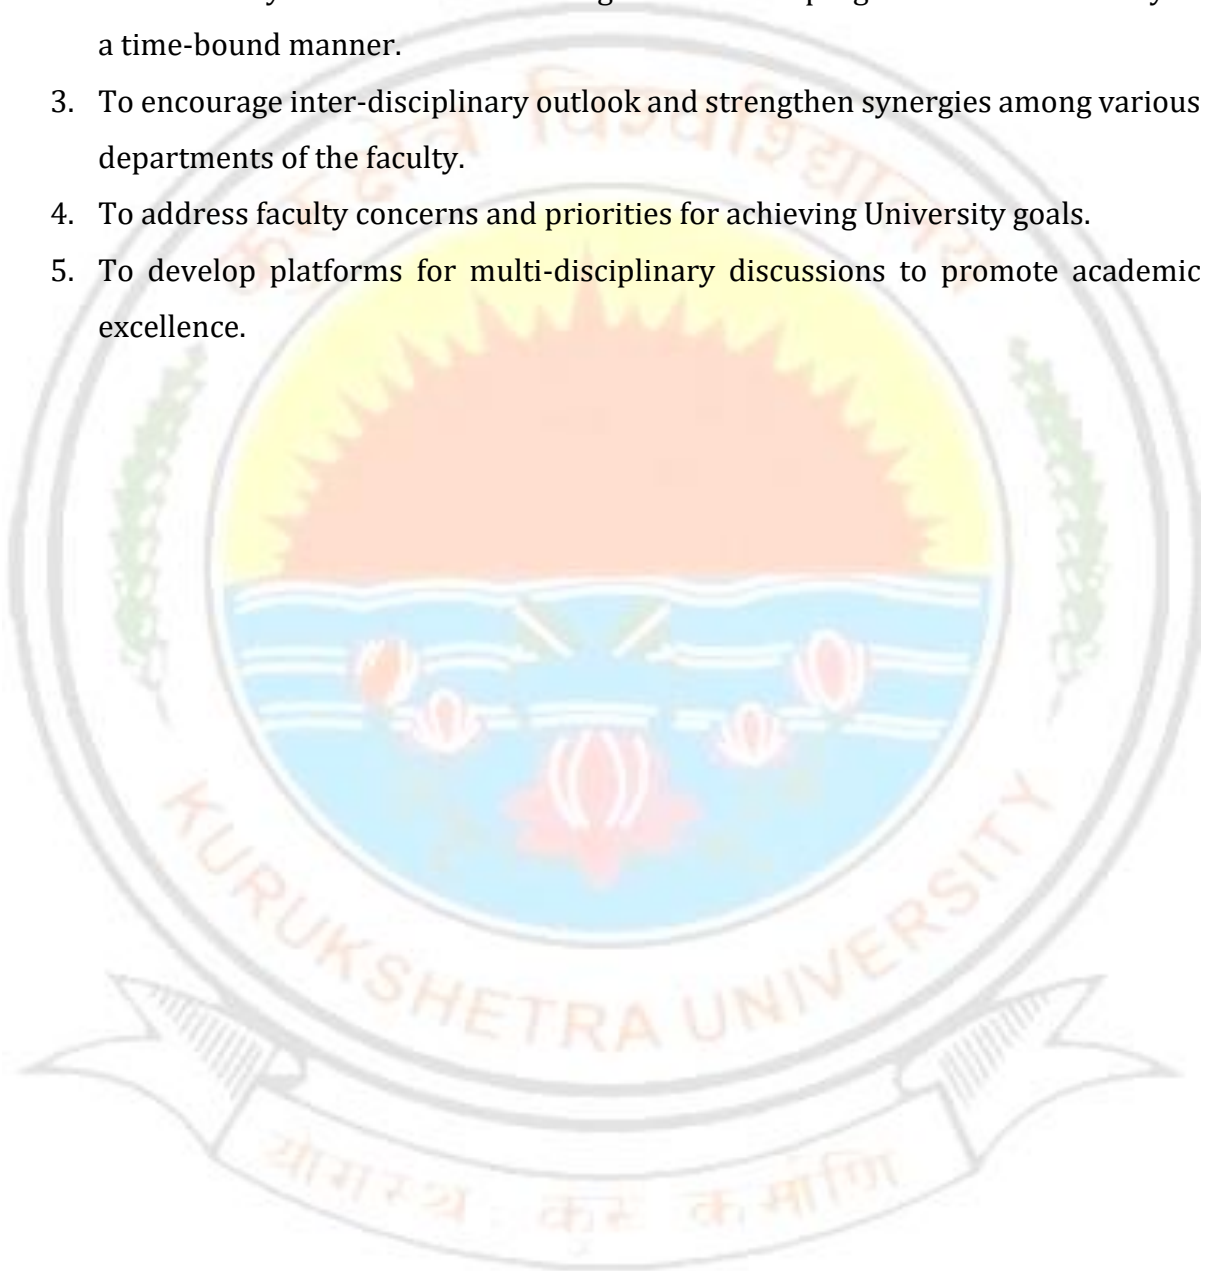 a time-bound manner.
3. To encourage inter-disciplinary outlook and strengthen synergies among various
departments of the faculty.
4. To address faculty concerns and priorities for achieving University goals.
5. To develop platforms for multi-disciplinary discussions to promote academic
excellence.
KURUKSHETRA UNIVERSITY